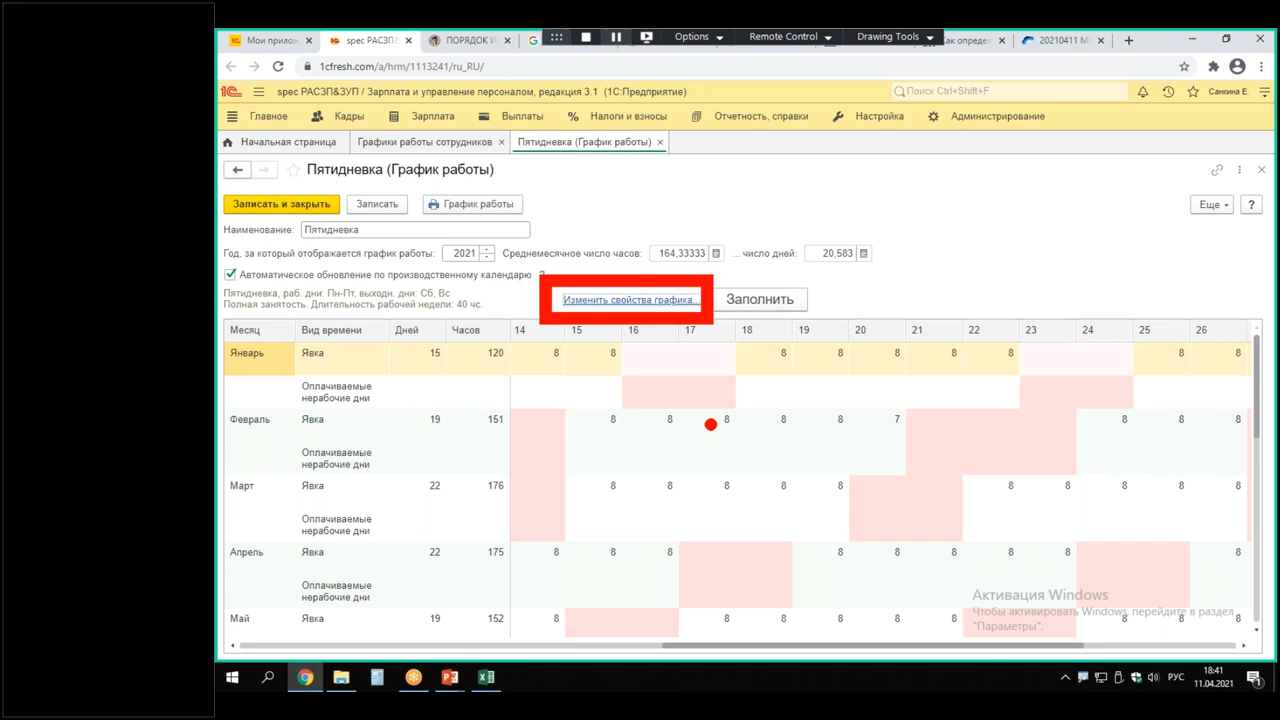 Options Remote Control Drawing Tools
Мои прилож spec РАСЗП& ПОРЯДОК И Как определ 20210411 МІ
1cfresh.com/a/hrm/1113241/ru_RU/
spec РАСЗП&ЗУП / Зарплата и управление персоналом, редакция 3.1 (1С:Предприятие) Поиск Ctrl+Shift+F Санкина Е.
Главное Кадры Зарплата Выплаты Налоги и взносы Отчетность, справки Настройка Администрирование
Начальная страница Графики работы сотрудников Пятидневка (График работы)
Пятидневка (График работы)
Записать и закрыть Записать График работы Еще ?
Наименование: Пятидневка
Год, за который отображается график работы: 2021 Среднемесячное число часов: 164,33333 ... число дней: 20,583
Автоматическое обновление по производственному календарю ?
Пятидневка, раб. дни: Пн-Пт, выходн. дни: Сб, Вс
Полная занятость. Длительность рабочей недели: 40 чс.
Изменить свойства графика... Заполнить
Месяц Вид времени Дней Часов 14 15 16 17 18 19 20 21 22 23 24 25 26
Январь Явка 15 120 8 8 8 8 8 8 8 8 8
Оплачиваемые
нерабочие дни
Февраль Явка 19 151 8 8 8 8 8 7 8 8 8
Оплачиваемые
нерабочие дни
Март Явка 22 176 8 8 8 8 8 8 8 8 8 8
Оплачиваемые
нерабочие дни
Апрель Явка 22 175 8 8 8 8 8 8 8 8 8
Оплачиваемые
нерабочие дни
Май Явка 19 152 8 8 8 8 8 8 8 8 8
Активация Windows
Чтобы активировать Windows, перейдите в раздел
"Параметры".
РУС 18:41
11.04.2021 1